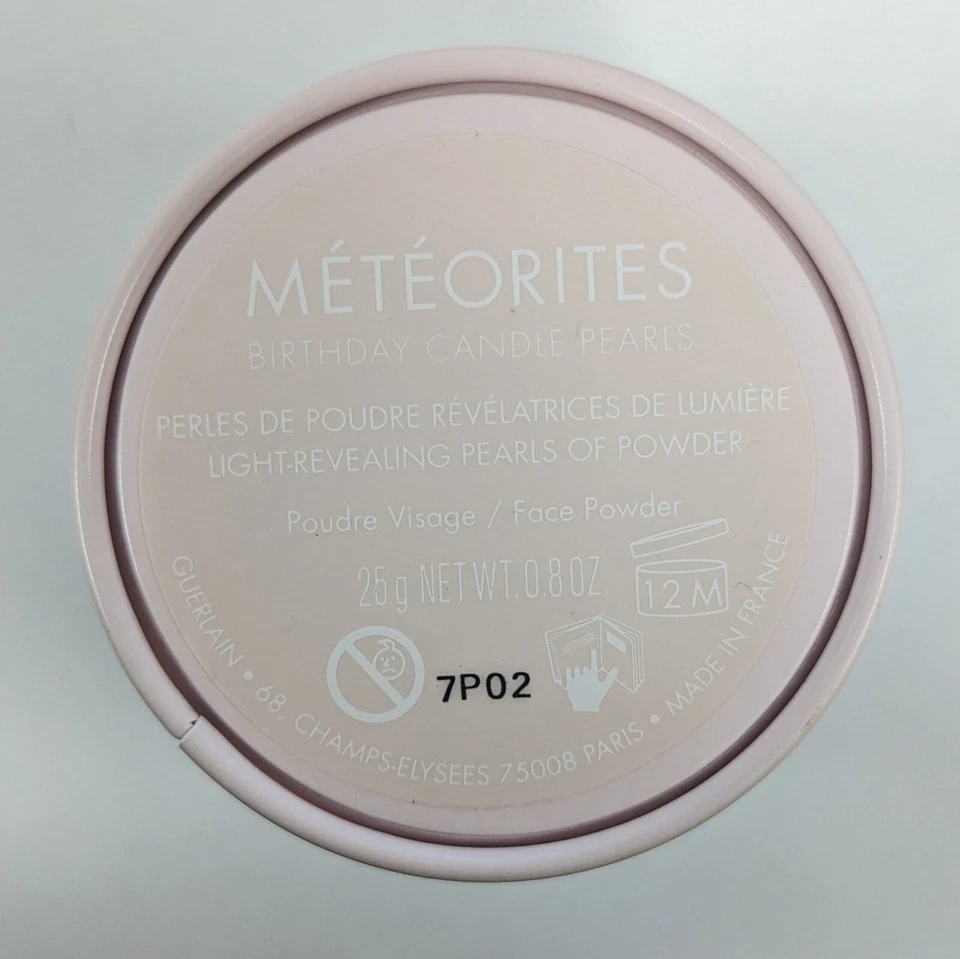 MÉTÉORITES
BIRTHDAY CANDLE PEARLS
PERLES DE POUDRE RÉVÉLATRICES DE LUMIÈRE
LIGHT-REVEALING PEARLS OF POWDER
Poudre Visage / Face Powder
25 g NET WT. 0.8 OZ.
12 M
7P02
GUERLAIN • 68, CHAMPS-ELYSEES 75008 PARIS • MADE IN FRANCE